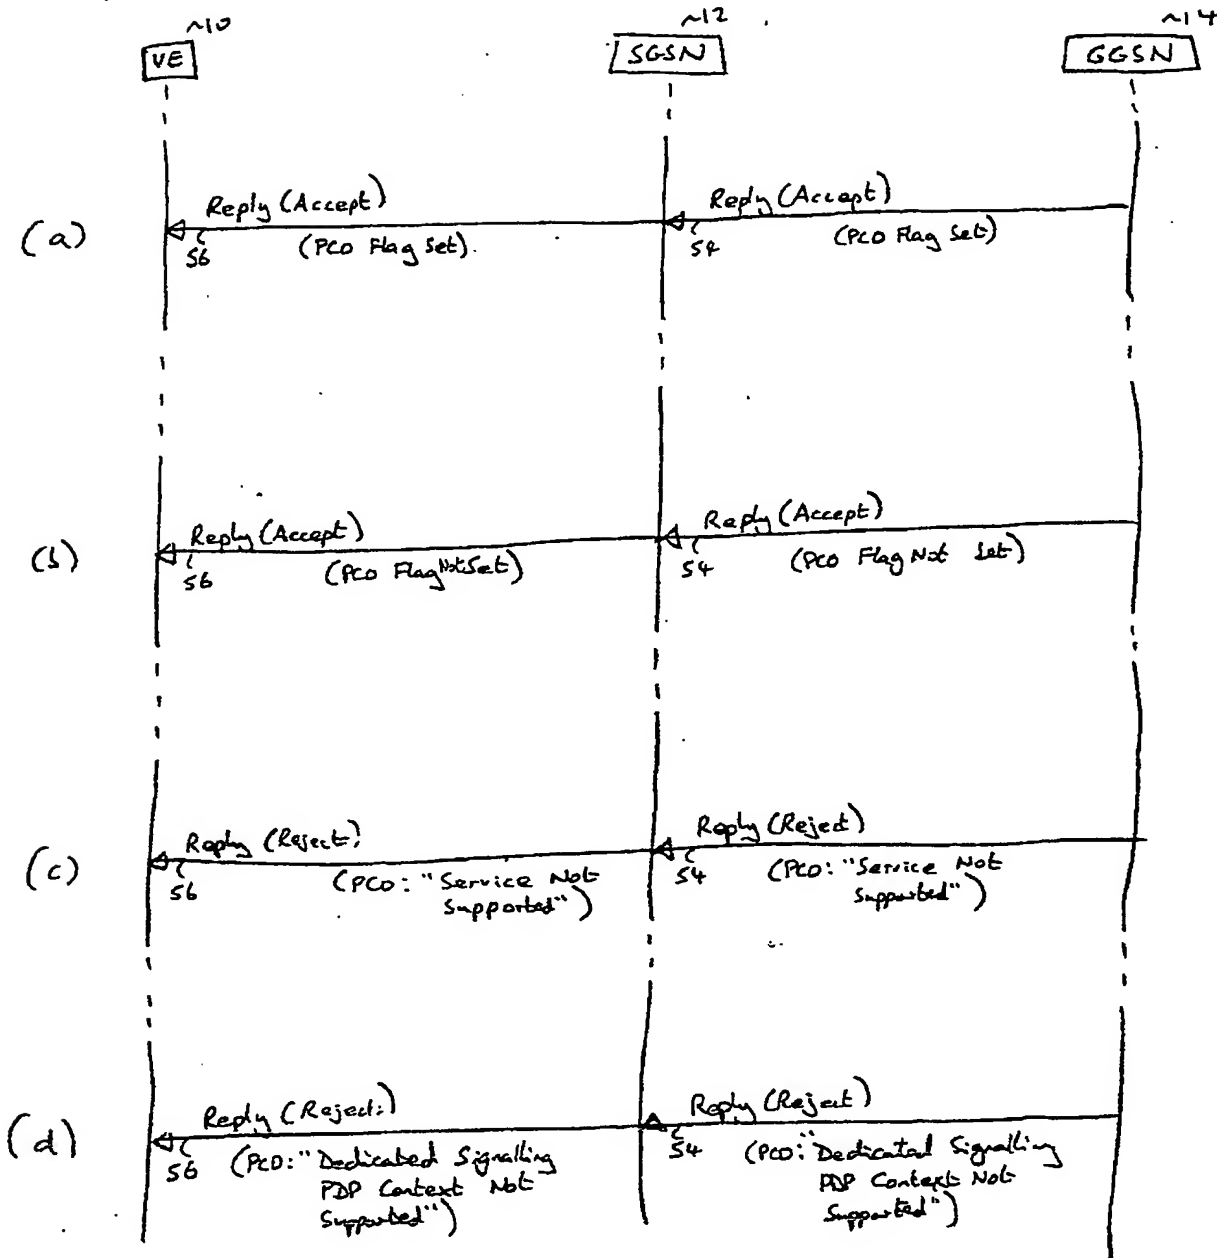 ~10 ~12 ~14
UE SGSN GGSN
(a)
Reply (Accept) Reply (Accept)
56 (PCO Flag Set) 54 (PCO Flag Set)
(b)
Reply (Accept) Reply (Accept)
56 (PCO Flag Not Set) 54 (PCO Flag Not Set)
(c)
Reply (Reject) Reply (Reject)
56 (PCO: "Service Not 54 (PCO: "Service Not
Supported") Supported")
(d)
Reply (Reject) Reply (Reject)
56 (PCO: "Dedicated Signalling 54 (PCO: "Dedicated Signalling
PDP Context Not PDP Context Not
Supported") Supported")